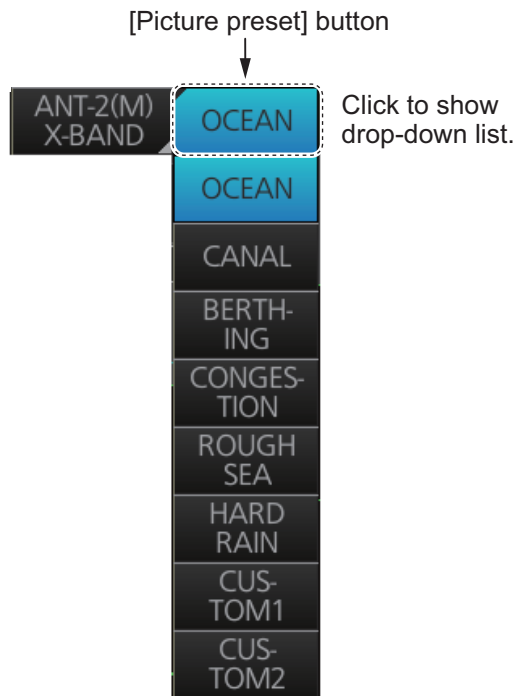 [Picture preset] button
ANT-2(M)
X-BAND
OCEAN
Click to show
drop-down list.
OCEAN
CANAL
BERTH-
ING
CONGES-
TION
ROUGH
SEA
HARD
RAIN
CUS-
TOM1
CUS-
TOM2